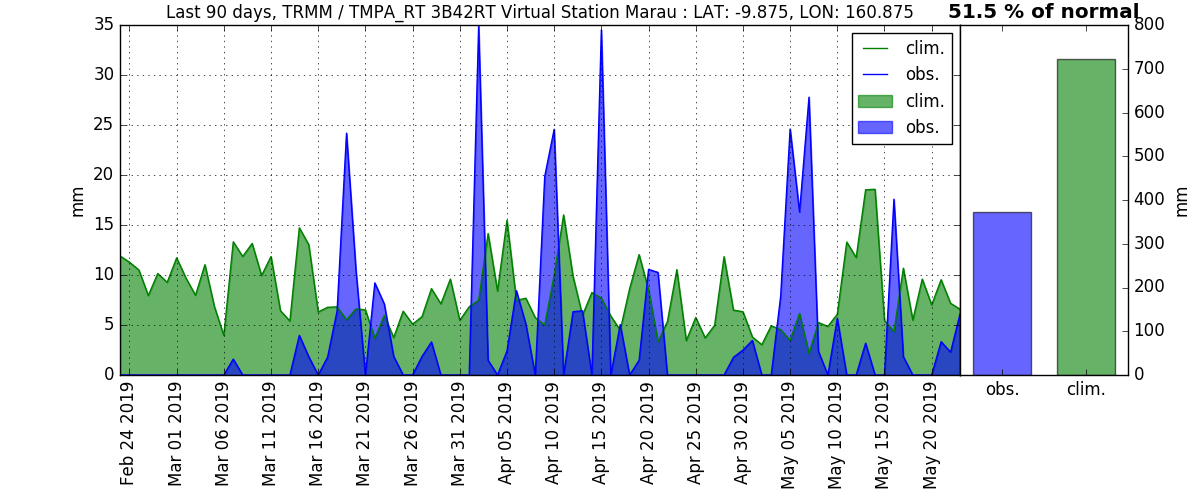 Last 90 days, TRMM / TMPA_RT 3B42RT Virtual Station Marau : LAT: -9.875, LON: 160.875
51.5 % of normal
35
30
25
20
15
10
5
0
mm
clim.
obs.
clim.
obs.
800
700
600
500
400
300
200
100
0
mm
obs.
clim.
Feb 24 2019
Mar 01 2019
Mar 06 2019
Mar 11 2019
Mar 16 2019
Mar 21 2019
Mar 26 2019
Mar 31 2019
Apr 05 2019
Apr 10 2019
Apr 15 2019
Apr 20 2019
Apr 25 2019
Apr 30 2019
May 05 2019
May 10 2019
May 15 2019
May 20 2019